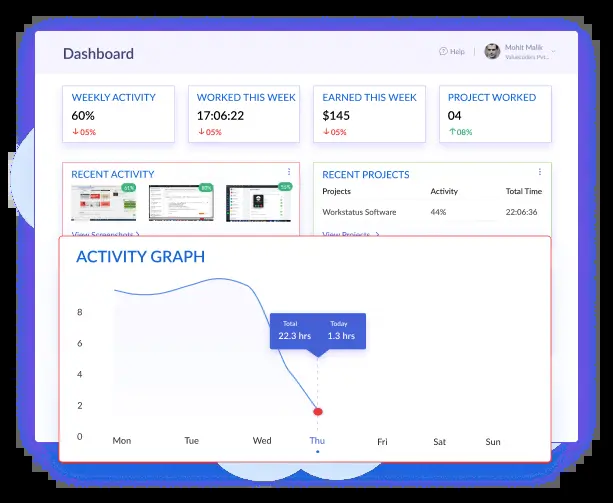 Dashboard
Help
Mohit Malik
Valuecoders Pvt...
WEEKLY ACTIVITY
60%
05%
WORKED THIS WEEK
17:06:22
05%
EARNED THIS WEEK
$145
05%
PROJECT WORKED
04
08%
RECENT ACTIVITY
61%
80%
View Screenshots
RECENT PROJECTS
Projects Activity Total Time
Workstatus Software 44% 22:06:36
View Projects
ACTIVITY GRAPH
8
6
4
2
0
Total Today
22.3 hrs 1.3 hrs
Mon Tue Wed Thu Fri Sat Sun